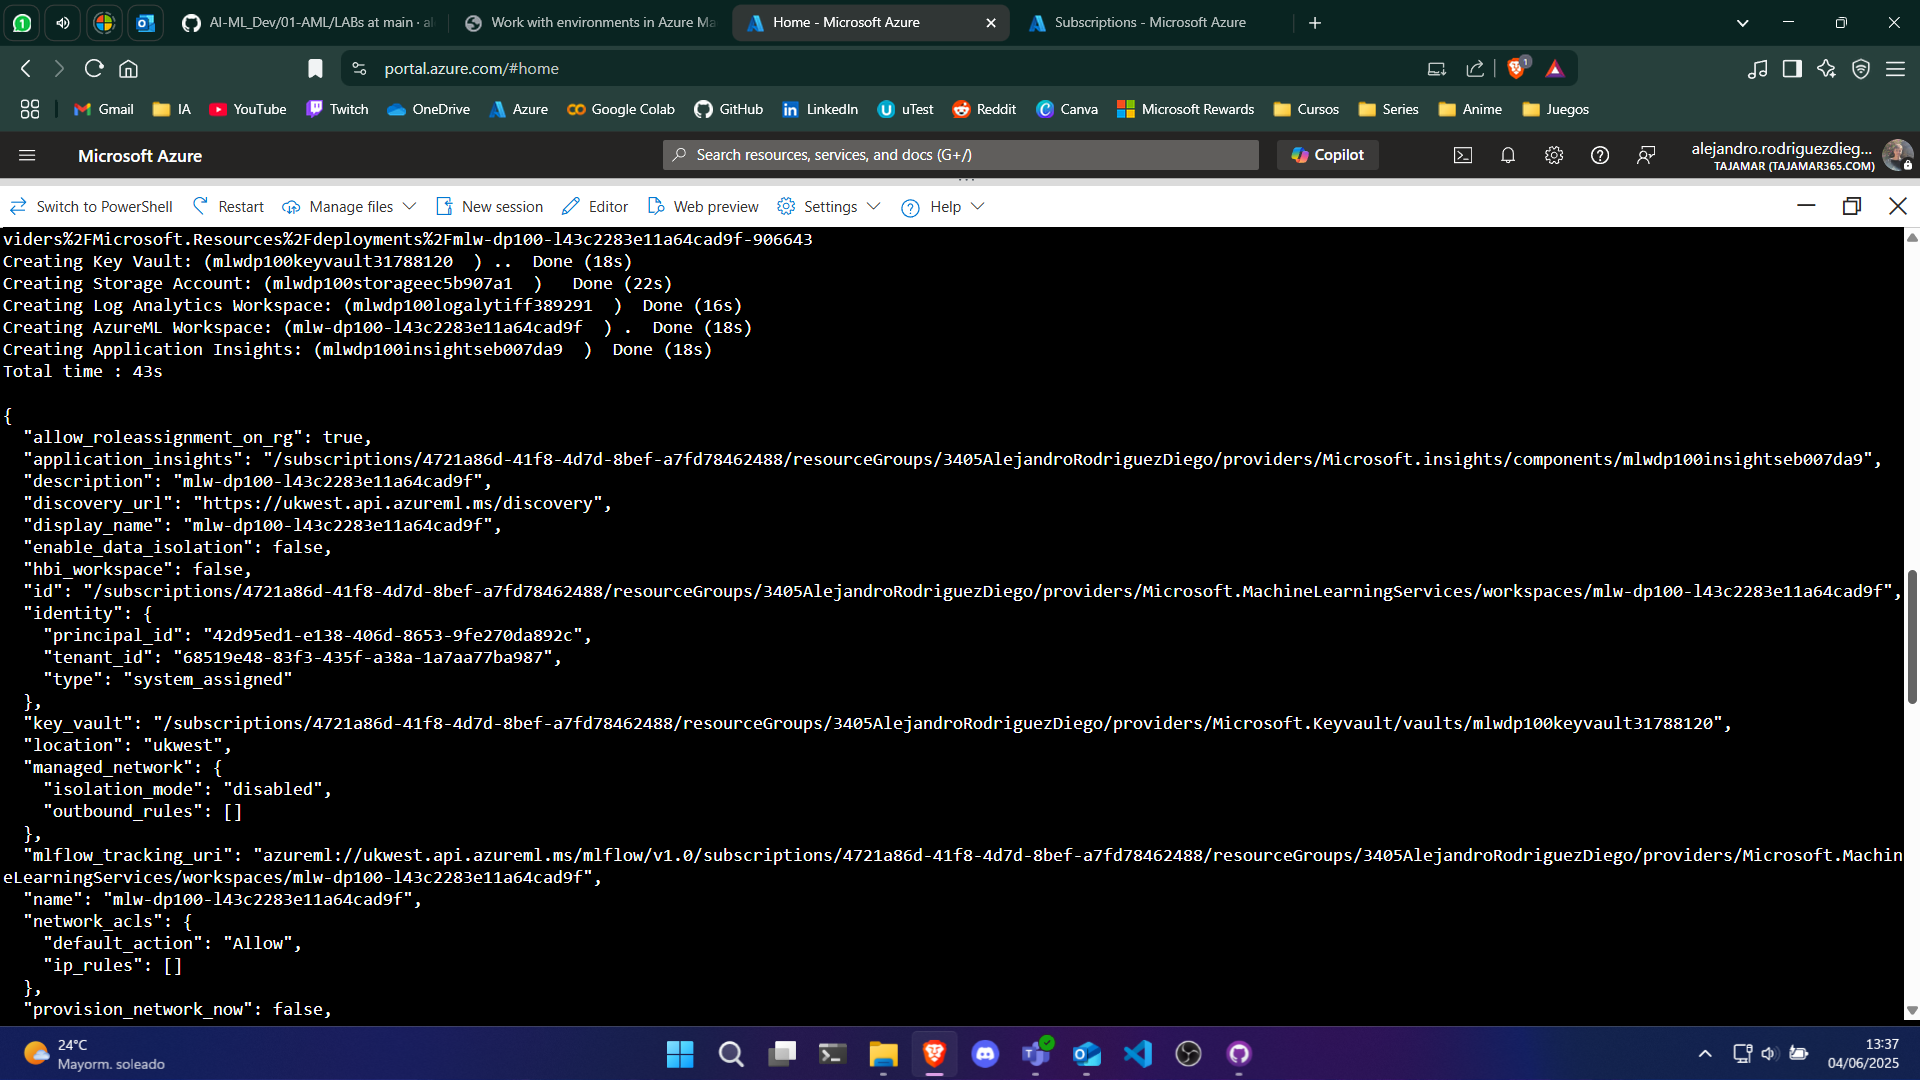 AI-ML_Dev/01-AML/LABs at main · al
Work with environments in Azure Ma
Home - Microsoft Azure
Subscriptions - Microsoft Azure
portal.azure.com/#home
1
Gmail
IA
YouTube
Twitch
OneDrive
Azure
Google Colab
GitHub
LinkedIn
uTest
Reddit
Canva
Microsoft Rewards
Cursos
Series
Anime
Juegos
Microsoft Azure
Search resources, services, and docs (G+/)
Copilot
alejandro.rodriguezdieg...
TAJAMAR (TAJAMAR365.COM)
Switch to PowerShell
Restart
Manage files
New session
Editor
Web preview
Settings
Help
viders%2FMicrosoft.Resources%2Fdeployments%2Fmlw-dp100-l43c2283e11a64cad9f-906643
Creating Key Vault: (mlwdp100keyvault31788120  ) ..  Done (18s)
Creating Storage Account: (mlwdp100storageec5b907a1  )   Done (22s)
Creating Log Analytics Workspace: (mlwdp100logalytiff389291  )  Done (16s)
Creating AzureML Workspace: (mlw-dp100-l43c2283e11a64cad9f  ) .  Done (18s)
Creating Application Insights: (mlwdp100insightseb007da9  )  Done (18s)
Total time : 43s
{
"allow_roleassignment_on_rg": true,
"application_insights": "/subscriptions/4721a86d-41f8-4d7d-8bef-a7fd78462488/resourceGroups/3405AlejandroRodriguezDiego/providers/Microsoft.insights/components/mlwdp100insightseb007da9",
"description": "mlw-dp100-l43c2283e11a64cad9f",
"discovery_url": "https://ukwest.api.azureml.ms/discovery",
"display_name": "mlw-dp100-l43c2283e11a64cad9f",
"enable_data_isolation": false,
"hbi_workspace": false,
"id": "/subscriptions/4721a86d-41f8-4d7d-8bef-a7fd78462488/resourceGroups/3405AlejandroRodriguezDiego/providers/Microsoft.MachineLearningServices/workspaces/mlw-dp100-l43c2283e11a64cad9f",
"identity": {
"principal_id": "42d95ed1-e138-406d-8653-9fe270da892c",
"tenant_id": "68519e48-83f3-435f-a38a-1a7aa77ba987",
"type": "system_assigned"
},
"key_vault": "/subscriptions/4721a86d-41f8-4d7d-8bef-a7fd78462488/resourceGroups/3405AlejandroRodriguezDiego/providers/Microsoft.Keyvault/vaults/mlwdp100keyvault31788120",
"location": "ukwest",
"managed_network": {
"isolation_mode": "disabled",
"outbound_rules": []
},
"mlflow_tracking_uri": "azureml://ukwest.api.azureml.ms/mlflow/v1.0/subscriptions/4721a86d-41f8-4d7d-8bef-a7fd78462488/resourceGroups/3405AlejandroRodriguezDiego/providers/Microsoft.Machin
eLearningServices/workspaces/mlw-dp100-l43c2283e11a64cad9f",
"name": "mlw-dp100-l43c2283e11a64cad9f",
"network_acls": {
"default_action": "Allow",
"ip_rules": []
},
"provision_network_now": false,
24°C
Mayorm. soleado
13:37
04/06/2025